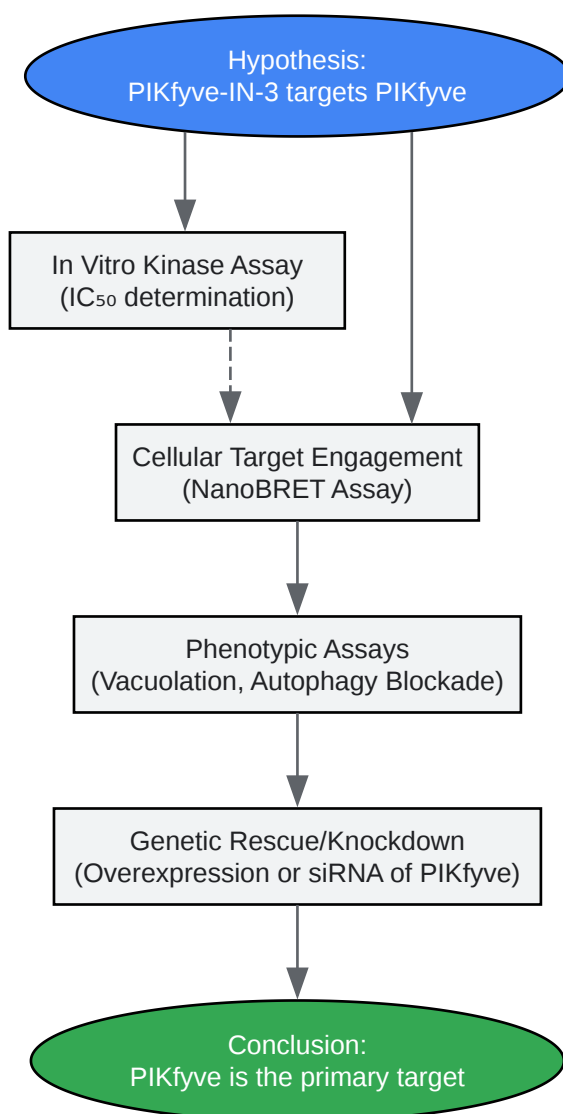 Hypothesis:
PIKfyve-IN-3 targets PIKfyve
In Vitro Kinase Assay
(IC₅₀ determination)
Cellular Target Engagement
(NanoBRET Assay)
Phenotypic Assays
(Vacuolation, Autophagy Blockade)
Genetic Rescue/Knockdown
(Overexpression or siRNA of PIKfyve)
Conclusion:
PIKfyve is the primary target